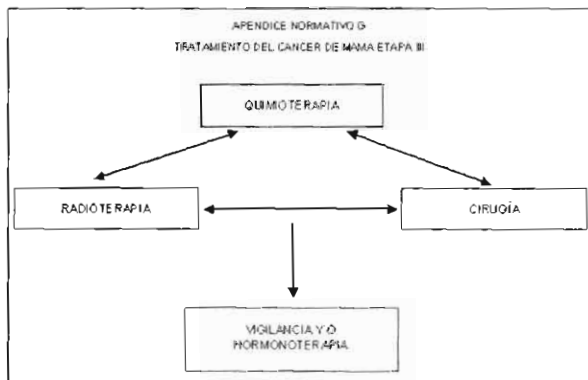 APENDICE NORMATIVO G
TRATAMIENTO DEL CANCER DE MAMA ETAPA III
QUIMIOTERAPIA
RADIOTERAPIA
CIRUGÍA
VIGILANCIA Y O
HORMONOTERAPIA